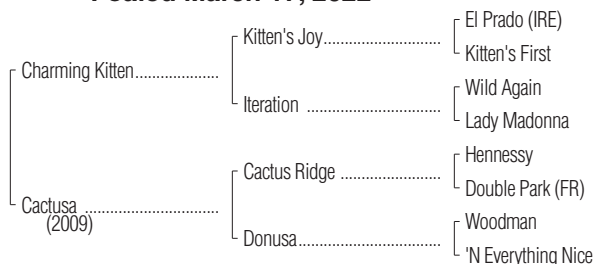 Foaled March 17, 2022
El Prado (IRE)
Kitten's Joy
Kitten's First
Charming Kitten
Wild Again
Iteration
Lady Madonna
Hennessy
Cactus Ridge
Double Park (FR)
Cactusa
(2009)
Woodman
Donusa
'N Everything Nice